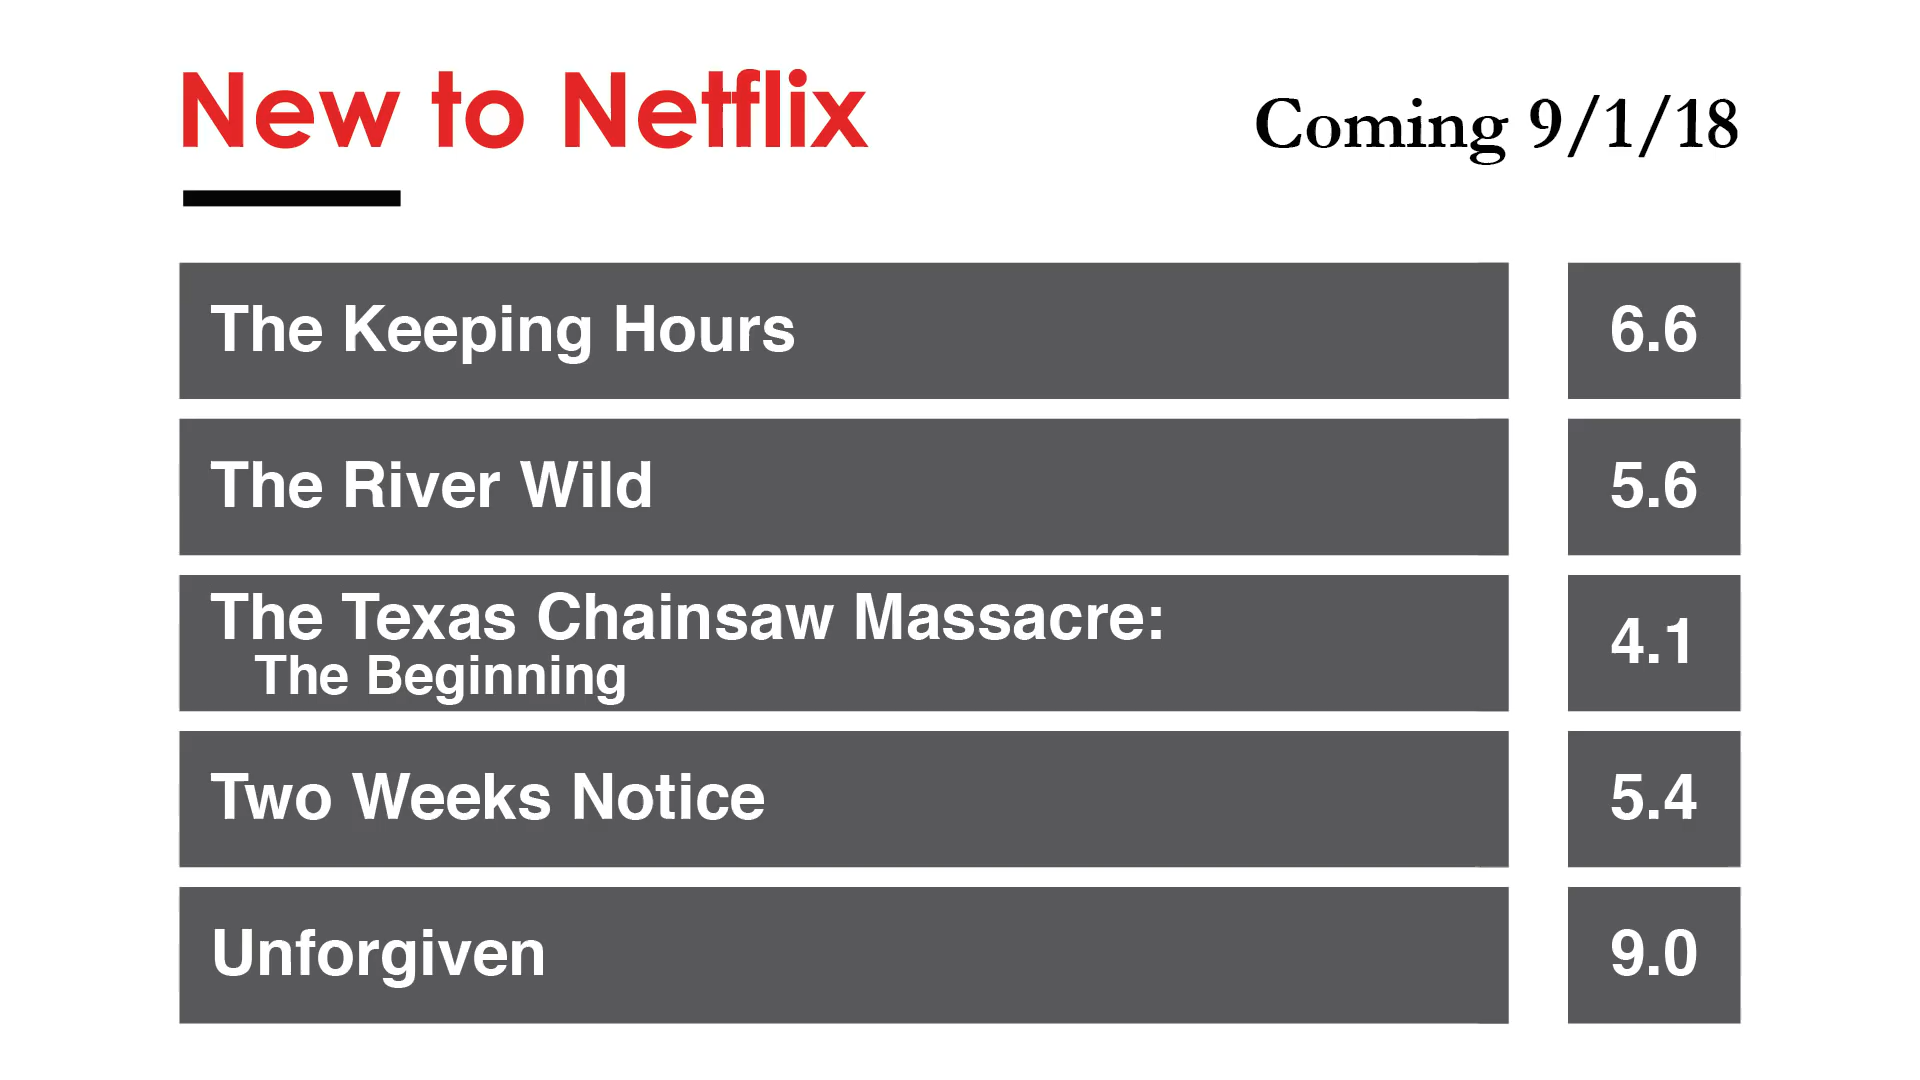 New to Netflix
Coming 9/1/18
The Keeping Hours
6.6
The River Wild
5.6
The Texas Chainsaw Massacre:
The Beginning
4.1
Two Weeks Notice
5.4
Unforgiven
9.0